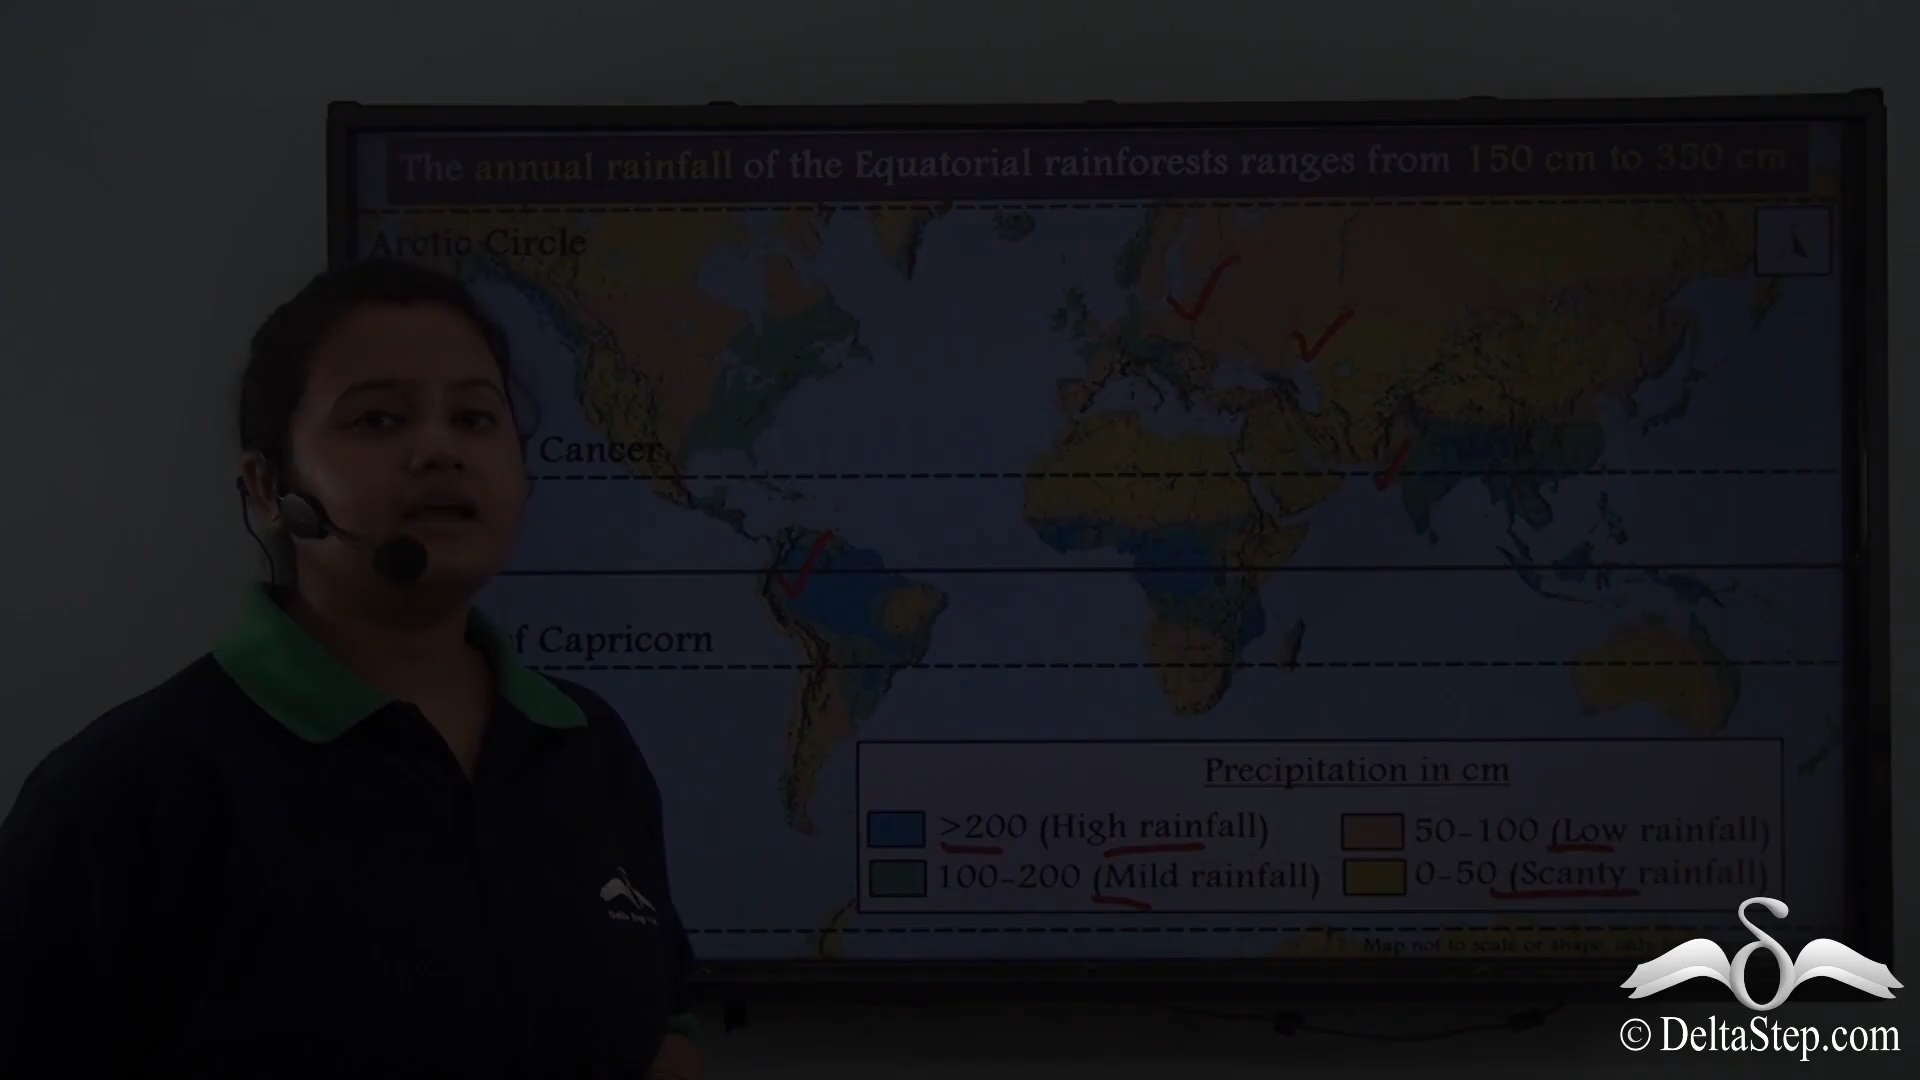 The annual rainfall of the Equatorial rainforests ranges from 150 cm to 350 cm.
Arctic Circle
Cancer
f Capricorn
Precipitation in cm
>200 (High rainfall)
50-100 (Low rainfall)
100-200 (Mild rainfall)
0-50 (Scanty rainfall)
Map not to scale or shape, only
© DeltaStep.com